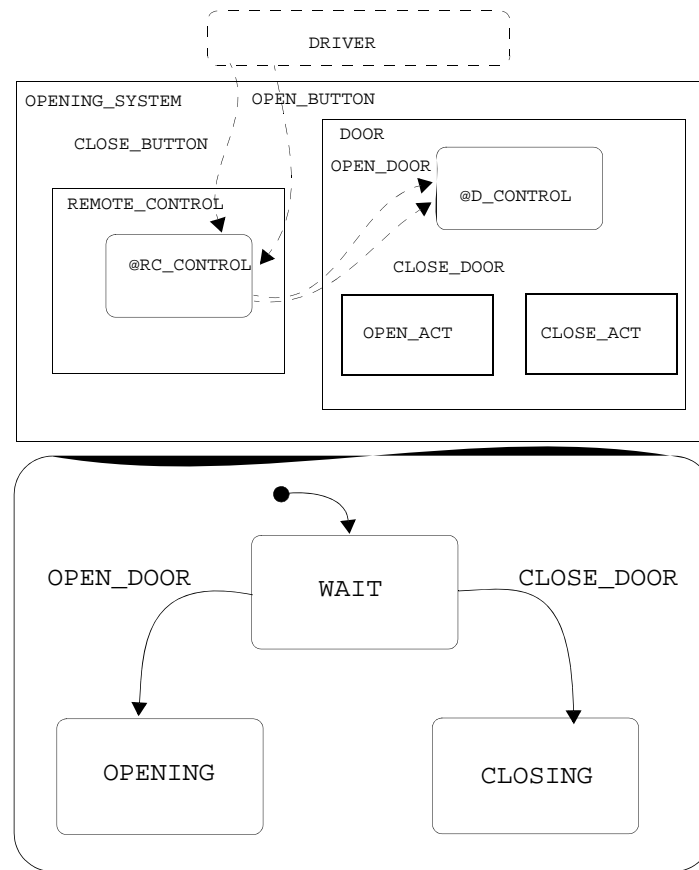 DRIVER
OPENING_SYSTEM
OPEN_BUTTON
CLOSE_BUTTON
DOOR
OPEN_DOOR
REMOTE_CONTROL
@D_CONTROL
@RC_CONTROL
CLOSE_DOOR
OPEN_ACT
CLOSE_ACT
OPEN_DOOR
CLOSE_DOOR
WAIT
OPENING
CLOSING